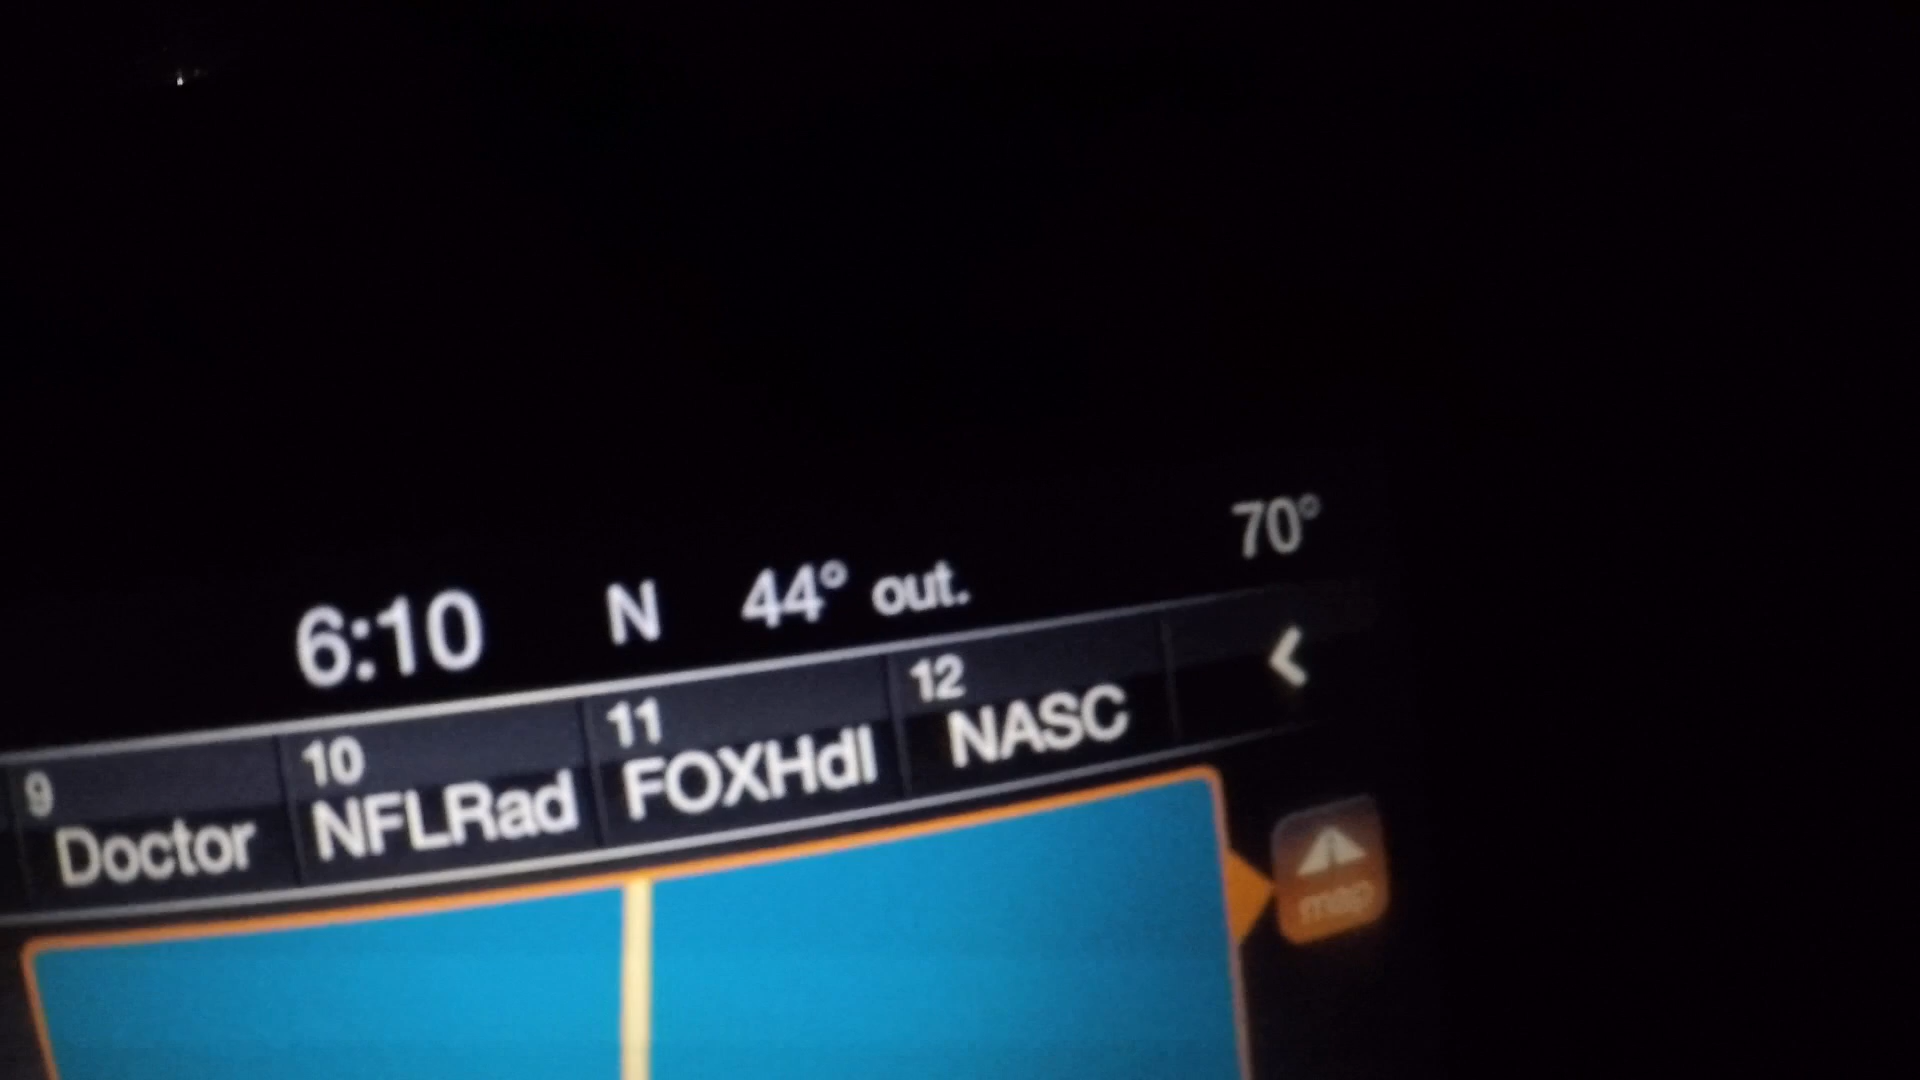 70°
6:10 N 44° out.
9 10 11 12
Doctor NFLRad FOXHdl NASC
map